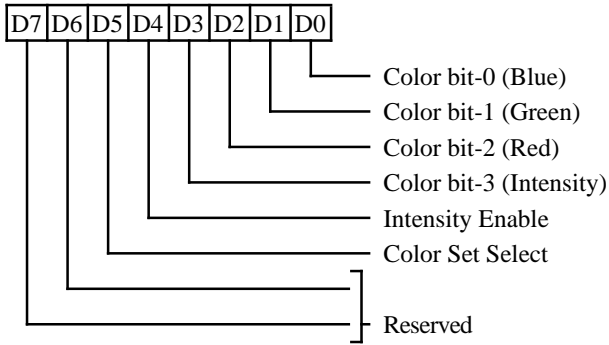 D7 D6 D5 D4 D3 D2 D1 D0
Color bit-0 (Blue)
Color bit-1 (Green)
Color bit-2 (Red)
Color bit-3 (Intensity)
Intensity Enable
Color Set Select
Reserved